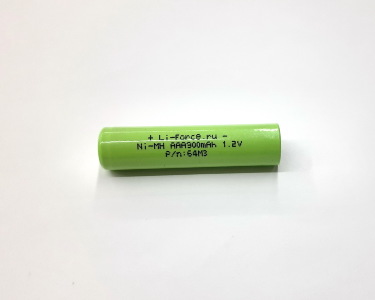 + Li-Force.ru -
Ni-MH AAA900mAh 1.2V
P/n:64M3